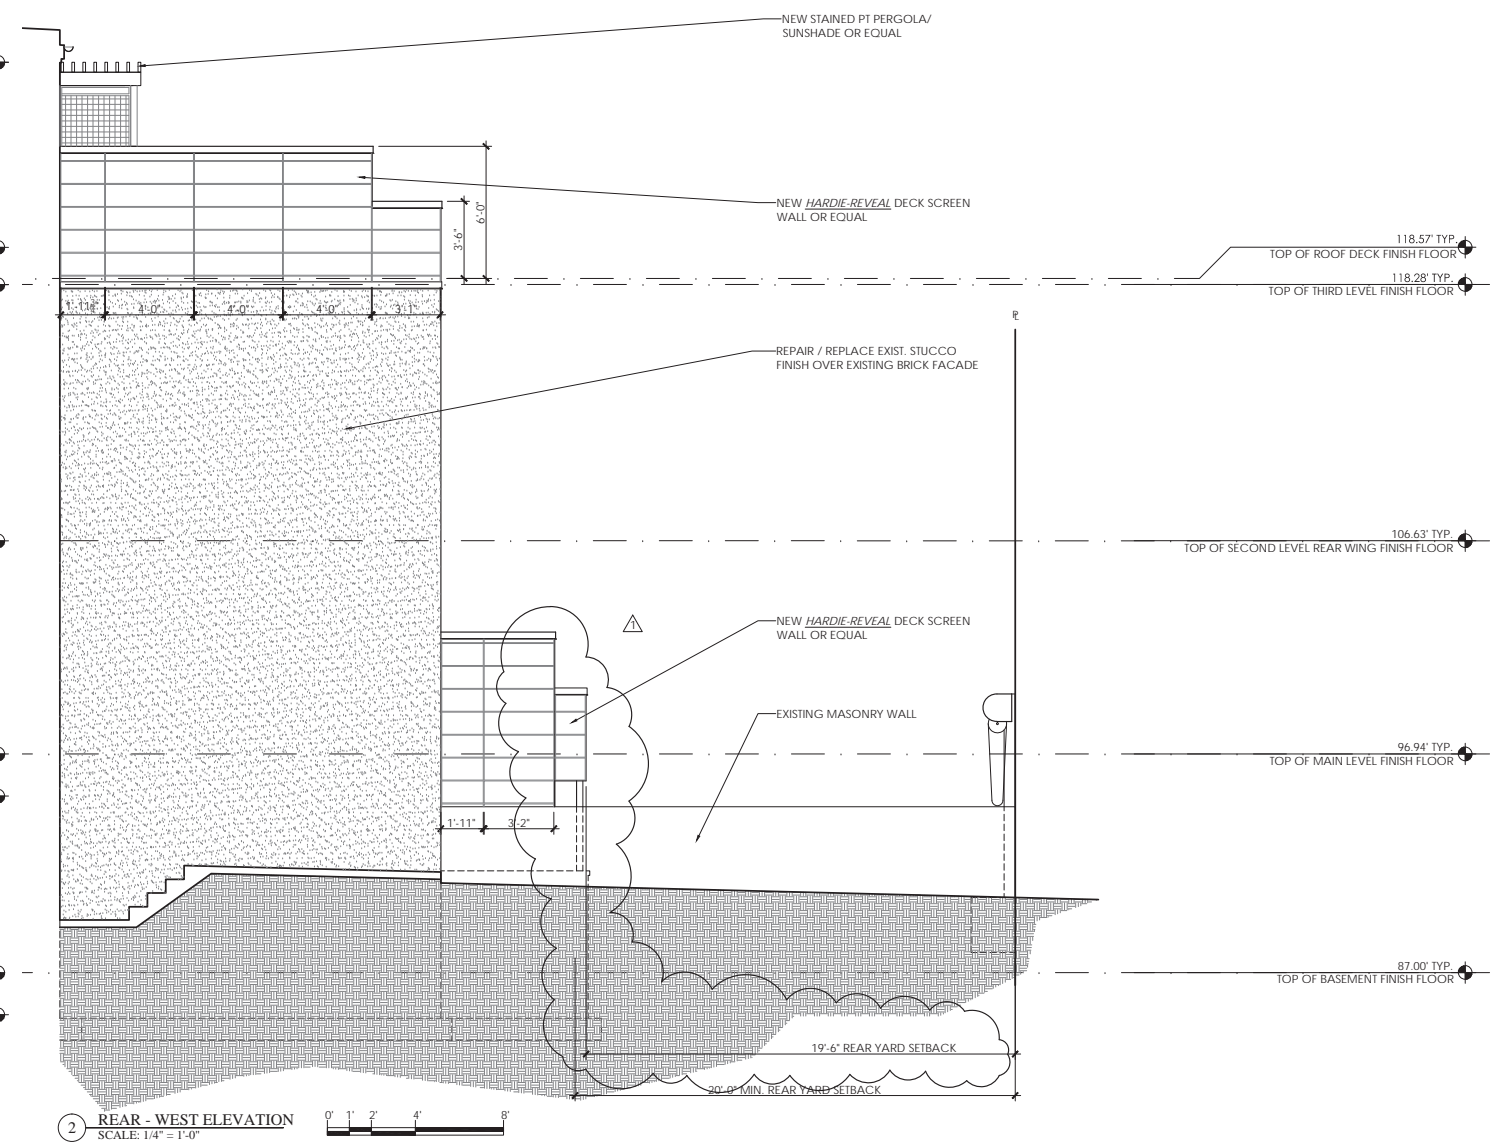 NEW STAINED PT PERGOLA/
SUNSHADE OR EQUAL
NEW HARDIE-REVEAL DECK SCREEN
WALL OR EQUAL
6'-0"
3'-6"
118.57' TYP.
TOP OF ROOF DECK FINISH FLOOR
118.28' TYP.
TOP OF THIRD LEVEL FINISH FLOOR
1'-11" 4'-0" 4'-0" 4'-0" 3'-1"
REPAIR / REPLACE EXIST. STUCCO
FINISH OVER EXISTING BRICK FACADE
106.63' TYP.
TOP OF SECOND LEVEL REAR WING FINISH FLOOR
1
NEW HARDIE-REVEAL DECK SCREEN
WALL OR EQUAL
EXISTING MASONRY WALL
96.94' TYP.
TOP OF MAIN LEVEL FINISH FLOOR
1'-11" 3'-2"
87.00' TYP.
TOP OF BASEMENT FINISH FLOOR
19'-6" REAR YARD SETBACK
20'-0" MIN. REAR YARD SETBACK
2 REAR - WEST ELEVATION
SCALE: 1/4" = 1'-0"
0' 1' 2' 4' 8'